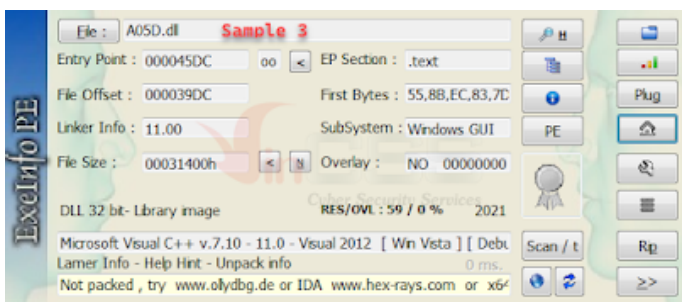 File : A05D.dll Sample 3 H
Entry Point : 000045DC oo < EP Section : .text
File Offset : 000039DC First Bytes : 55,8B,EC,83,7D Plug
Linker Info : 11.00 SubSystem : Windows GUI PE
File Size : 00031400h < N Overlay : NO 00000000
Cyber Security Services
DLL 32 bit- Library image RES/OVL : 59 / 0 % 2021
Microsoft Visual C++ v.7.10 - 11.0 - Visual 2012 [ Win Vista ] [ Debu Scan / t Rip
Lamer Info - Help Hint - Unpack info 0 ms.
Not packed , try www.ollydbg.de or IDA www.hex-rays.com or x64 >>
ExeInfo PE